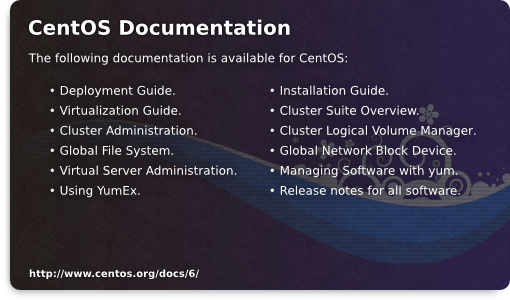 CentOS Documentation
The following documentation is available for CentOS:
• Deployment Guide.
• Virtualization Guide.
• Cluster Administration.
• Global File System.
• Virtual Server Administration.
• Using YumEx.
• Installation Guide.
• Cluster Suite Overview.
• Cluster Logical Volume Manager.
• Global Network Block Device.
• Managing Software with yum.
• Release notes for all software.
http://www.centos.org/docs/6/